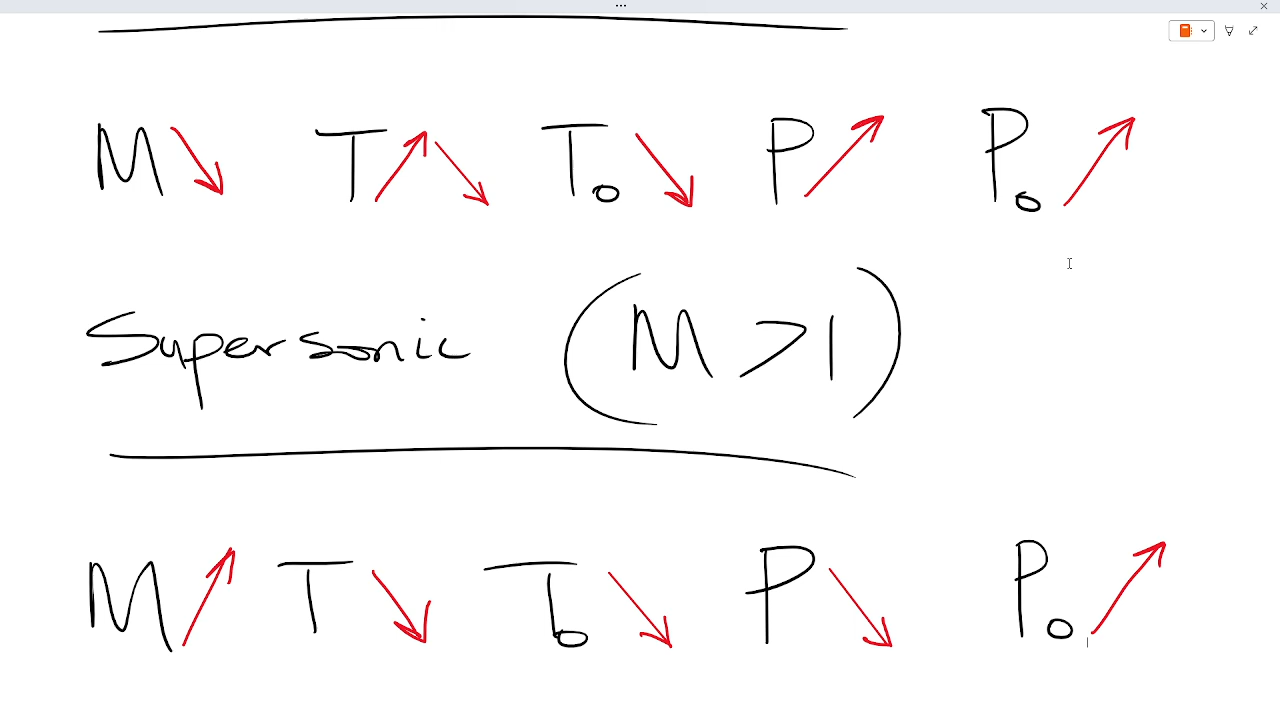 M ↘ T ↗ ↘ T₀ ↘ P ↗ P₀ ↗
Supersonic (M > 1)
M ↗ T ↘ T₀ ↘ P ↘ P₀ ↗